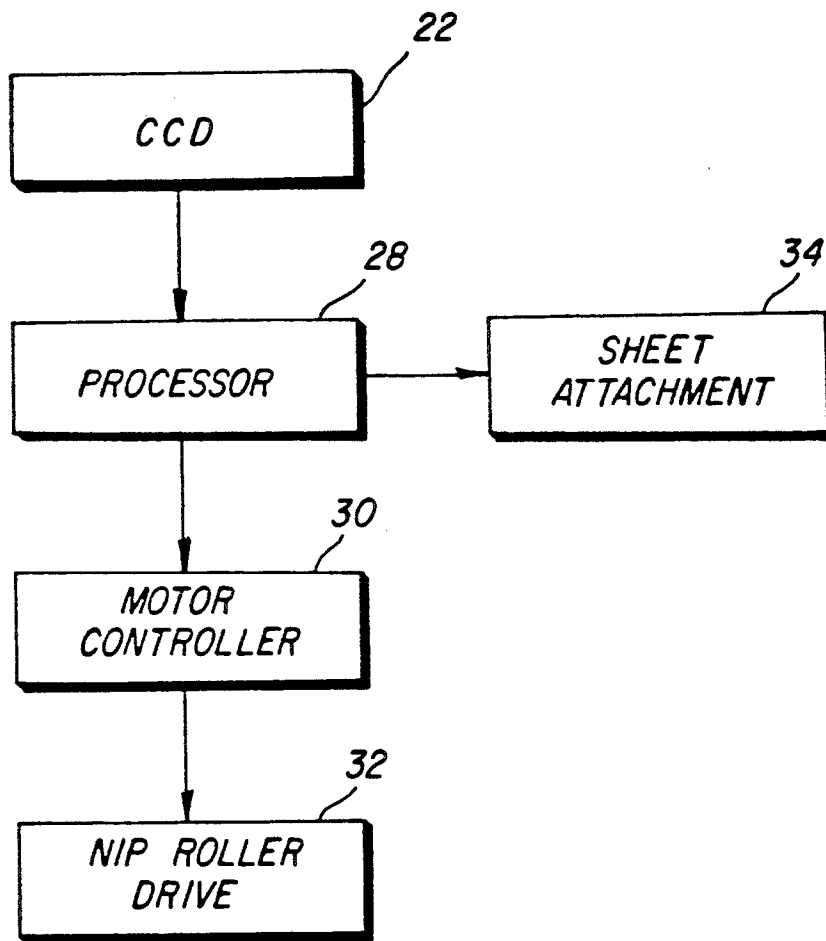 22
CCD
28
PROCESSOR
34
SHEET
ATTACHMENT
30
MOTOR
CONTROLLER
32
NIP ROLLER
DRIVE